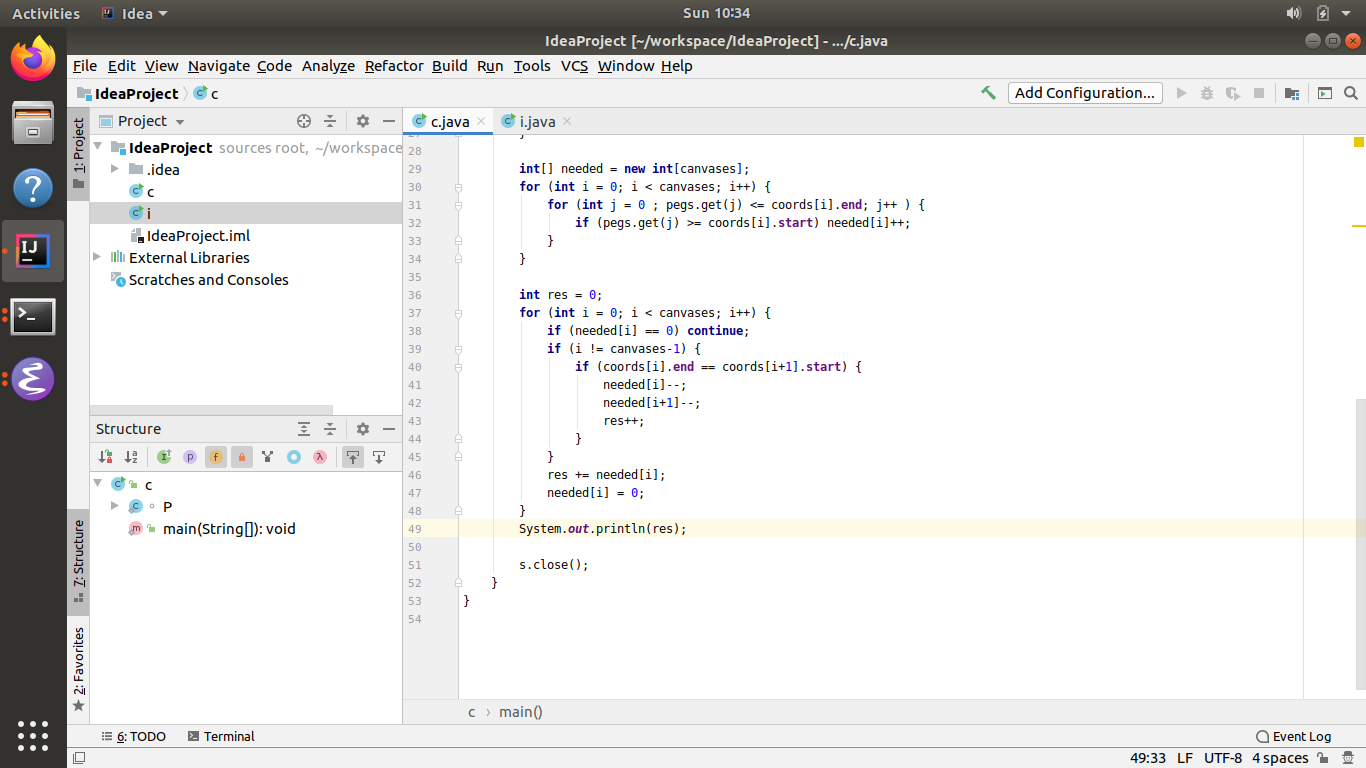 Activities
Idea
Sun 10:34
IdeaProject [~/workspace/IdeaProject] - .../c.java
File Edit View Navigate Code Analyze Refactor Build Run Tools VCS Window Help
IdeaProject
c
Add Configuration...
1: Project
Project
IdeaProject sources root, ~/workspace
.idea
c
i
IdeaProject.iml
External Libraries
Scratches and Consoles
7: Structure
2: Favorites
Structure
c
P
main(String[]): void
c.java
i.java
28
29 int[] needed = new int[canvases];
30 for (int i = 0; i < canvases; i++) {
31 for (int j = 0 ; pegs.get(j) <= coords[i].end; j++ ) {
32 if (pegs.get(j) >= coords[i].start) needed[i]++;
33 }
34 }
35
36 int res = 0;
37 for (int i = 0; i < canvases; i++) {
38 if (needed[i] == 0) continue;
39 if (i != canvases-1) {
40 if (coords[i].end == coords[i+1].start) {
41 needed[i]--;
42 needed[i+1]--;
43 res++;
44 }
45 }
46 res += needed[i];
47 needed[i] = 0;
48 }
49 System.out.println(res);
50
51 s.close();
52 }
53 }
54
c › main()
6: TODO
Terminal
Event Log
49:33 LF UTF-8 4 spaces